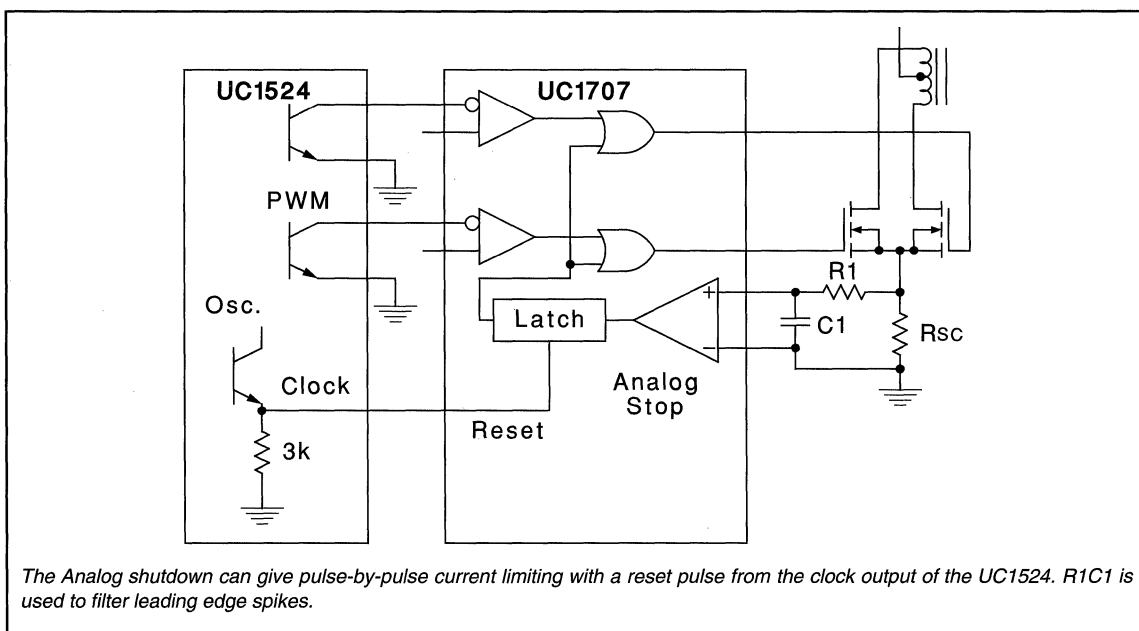 UC1524
UC1707
PWM
Osc.
Clock
3k
Reset
Latch
Analog
Stop
+
−
R1
C1
RSC
The Analog shutdown can give pulse-by-pulse current limiting with a reset pulse from the clock output of the UC1524. R1C1 is
used to filter leading edge spikes.